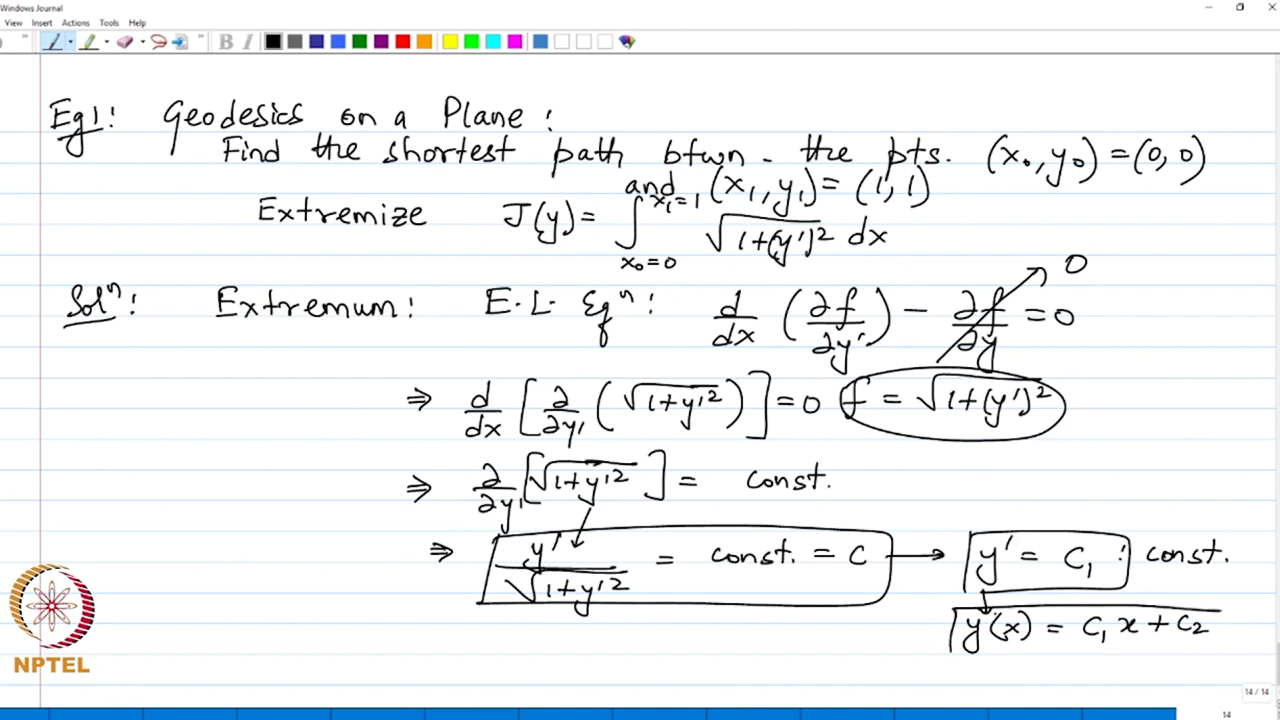 Windows Journal
View Insert Actions Tools Help
Eg1: Geodesics on a Plane:
Find the shortest path btwn. the pts. (x₀, y₀) = (0, 0)
and (x₁, y₁) = (1, 1)
Extremize J(y) = ∫_{x₀=0}^{x₁=1} √(1+(y')²) dx
Solⁿ: Extremum: E.L. Eqⁿ: d/dx (∂f/∂y') − ∂f/∂y = 0 → 0
⇒ d/dx [∂/∂y' (√(1+y'²))] = 0 f = √(1+(y')²)
⇒ ∂/∂y' [√(1+y'²)] = const.
⇒ y'/√(1+y'²) = const. = C → y' = C₁ : const.
y(x) = C₁x + C₂
NPTEL
14 / 14
14